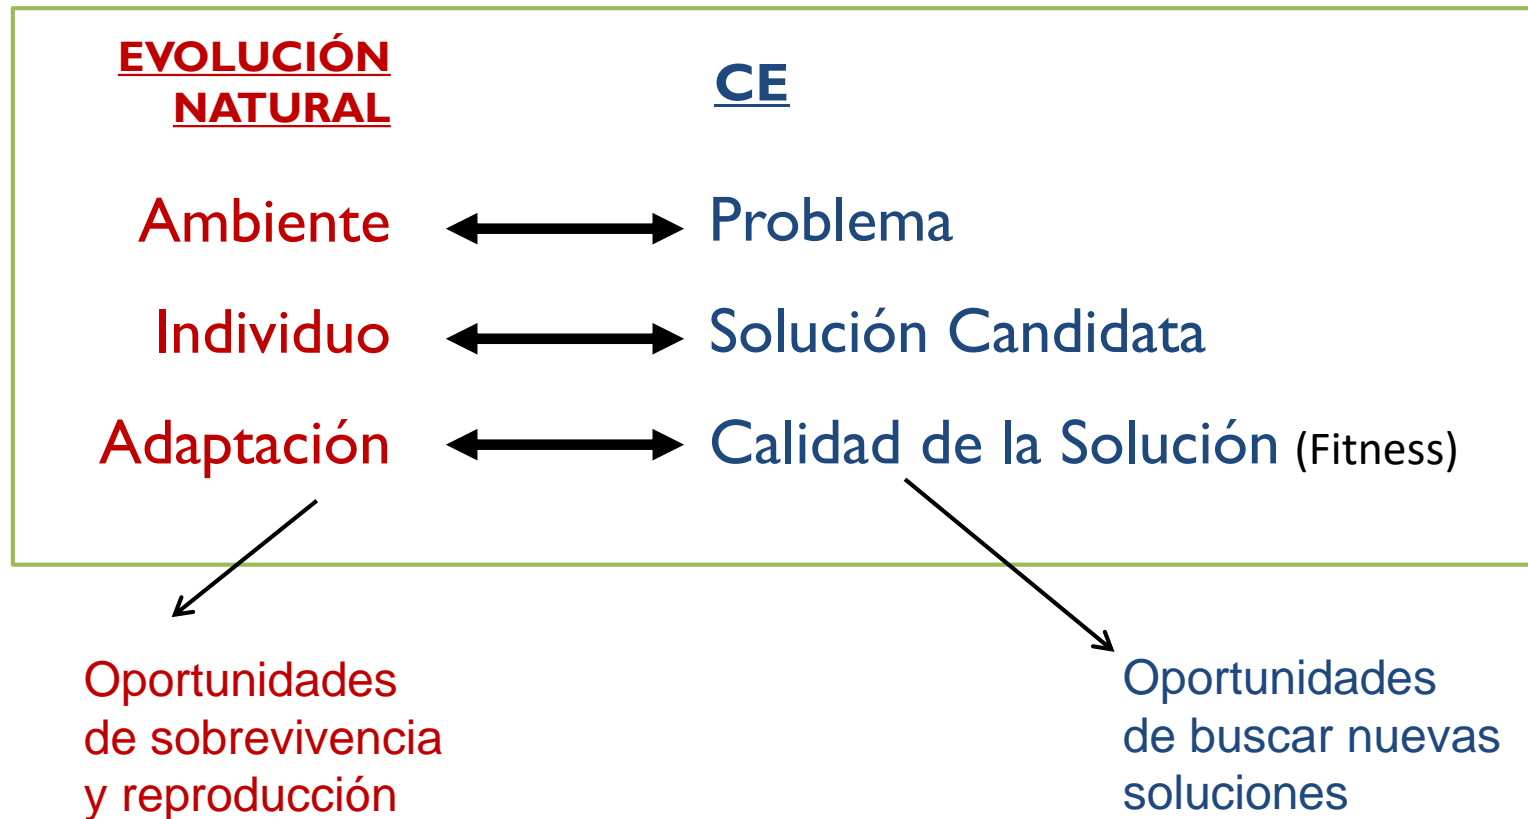 EVOLUCIÓN
NATURAL
CE
Ambiente
Problema
Individuo
Solución Candidata
Adaptación
Calidad de la Solución (Fitness)
Oportunidades
de sobrevivencia
y reproducción
Oportunidades
de buscar nuevas
soluciones